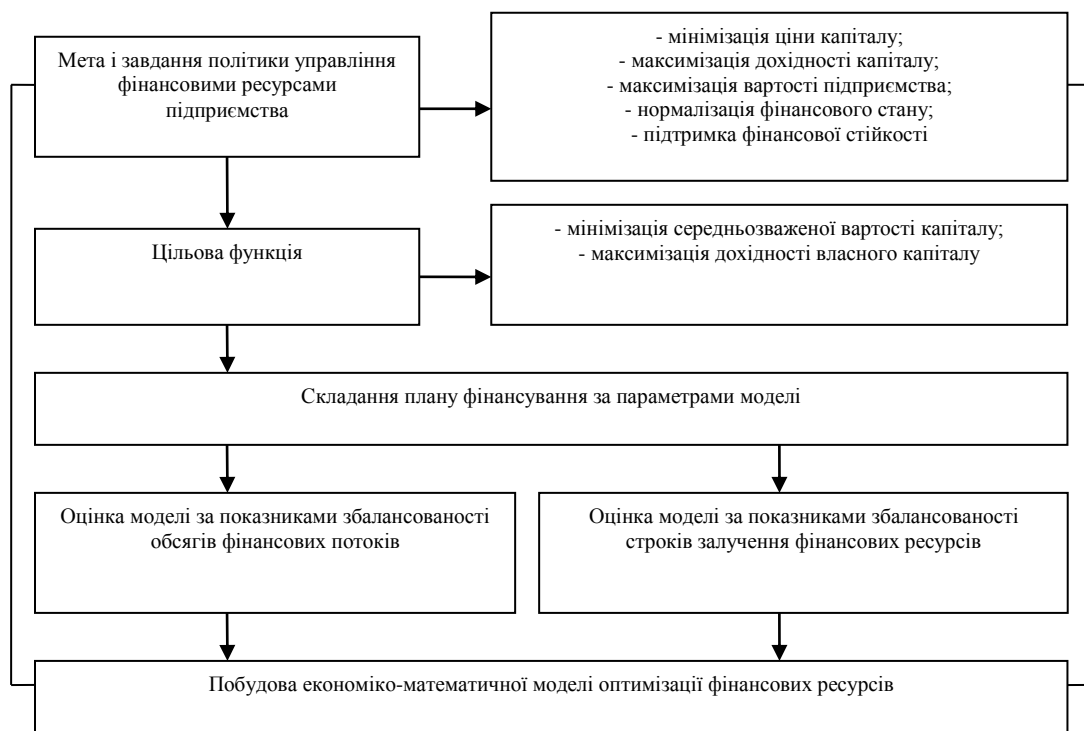 Мета і завдання політики управління
фінансовими ресурсами
підприємства
- мінімізація ціни капіталу;
- максимізація дохідності капіталу;
- максимізація вартості підприємства;
- нормалізація фінансового стану;
- підтримка фінансової стійкості
Цільова функція
- мінімізація середньозваженої вартості капіталу;
- максимізація дохідності власного капіталу
Складання плану фінансування за параметрами моделі
Оцінка моделі за показниками збалансованості
обсягів фінансових потоків
Оцінка моделі за показниками збалансованості
строків залучення фінансових ресурсів
Побудова економіко-математичної моделі оптимізації фінансових ресурсів